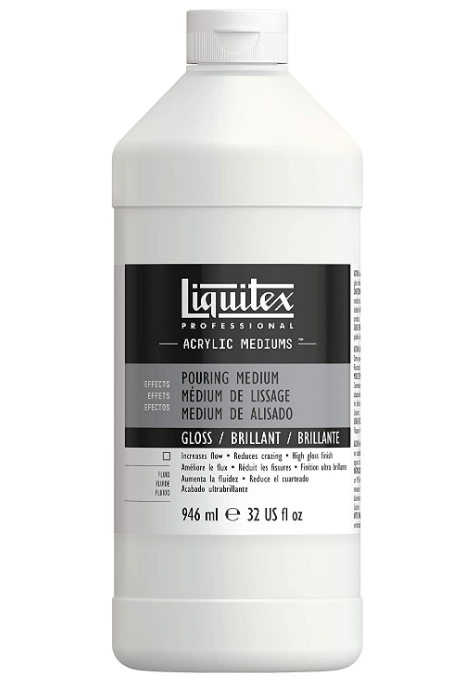 Liquitex
PROFESSIONAL
ACRYLIC MEDIUMS™
EFFECTS
EFFETS
EFECTOS
POURING MEDIUM
MÉDIUM DE LISSAGE
MEDIUM DE ALISADO
GLOSS / BRILLANT / BRILLANTE
FLUID
FLUIDE
FLUIDO
Increases flow • Reduces crazing • High gloss finish
Améliore le flux • Réduit les fissures • Finition ultra brillante
Aumenta la fluidez • Reduce el cuarteado
Acabado ultrabrillante
946 ml ℮ 32 US fl oz